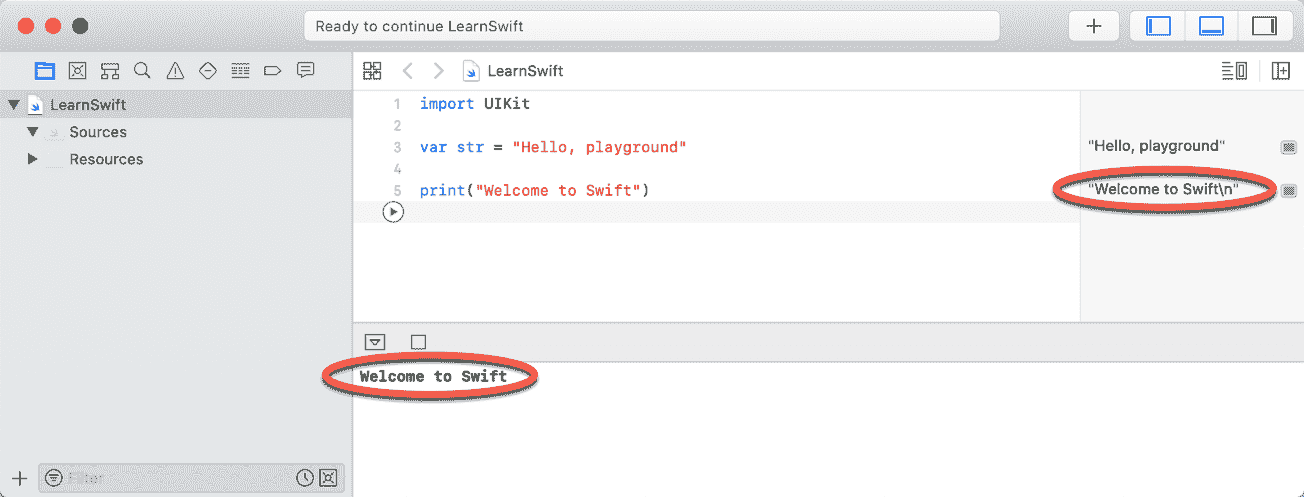 Ready to continue LearnSwift
LearnSwift
LearnSwift
Sources
Resources
1 import UIKit
2
3 var str = "Hello, playground"
4
5 print("Welcome to Swift")
"Hello, playground"
"Welcome to Swift\n"
Welcome to Swift
Filter